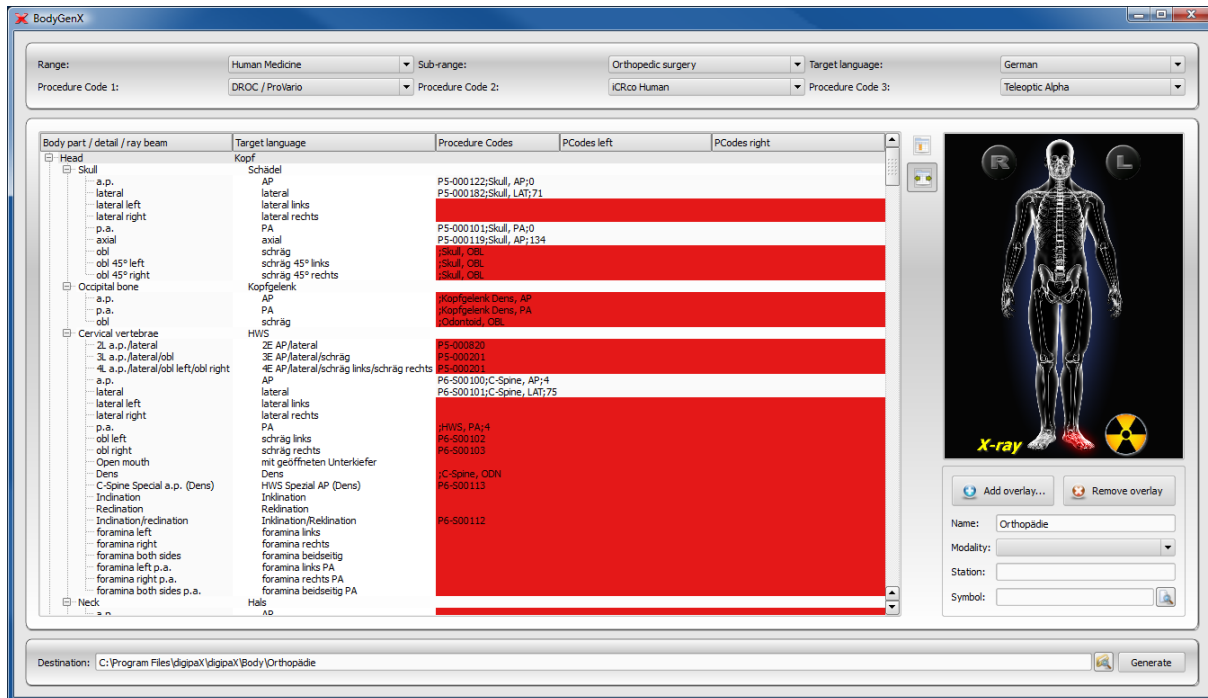 BodyGenX
Range: Human Medicine Sub-range: Orthopedic surgery Target language: German
Procedure Code 1: DROC / ProVario Procedure Code 2: iCRco Human Procedure Code 3: Teleoptic Alpha
Body part / detail / ray beam Target language Procedure Codes PCodes left PCodes right
Head Kopf
Skull Schädel
a.p. AP P5-000122;Skull, AP;0
lateral lateral P5-000182;Skull, LAT;71
lateral left lateral links
lateral right lateral rechts
p.a. PA P5-000101;Skull, PA;0
axial axial P5-000119;Skull, AP;134
obl schräg ;Skull, OBL
obl 45° left schräg 45° links ;Skull, OBL
obl 45° right schräg 45° rechts ;Skull, OBL
Occipital bone Kopfgelenk
a.p. AP ;Kopfgelenk Dens, AP
p.a. PA ;Kopfgelenk Dens, PA
obl schräg ;Odontoid, OBL
Cervical vertebrae HWS
2L a.p./lateral 2E AP/lateral P5-000820
3L a.p./lateral/obl 3E AP/lateral/schräg P5-000201
4L a.p./lateral/obl left/obl right 4E AP/lateral/schräg links/schräg rechts P5-000201
a.p. AP P6-S00100;C-Spine, AP;4
lateral lateral P6-S00101;C-Spine, LAT;75
lateral left lateral links
lateral right lateral rechts
p.a. PA ;HWS, PA;4
obl left schräg links P6-S00102
obl right schräg rechts P6-S00103
Open mouth mit geöffneten Unterkiefer
Dens Dens ;C-Spine, ODN
C-Spine Special a.p. (Dens) HWS Spezial AP (Dens) P6-S00113
Inclination Inklination
Reclination Reklination
Inclination/reclination Inklination/Reklination P6-S00112
foramina left foramina links
foramina right foramina rechts
foramina both sides foramina beidseitig
foramina left p.a. foramina links PA
foramina right p.a. foramina rechts PA
foramina both sides p.a. foramina beidseitig PA
Neck Hals
a.p. AP
R L
X-ray
Add overlay... Remove overlay
Name: Orthopädie
Modality:
Station:
Symbol:
Destination: C:\Program Files\digipaX\digipaX\Body\Orthopädie Generate